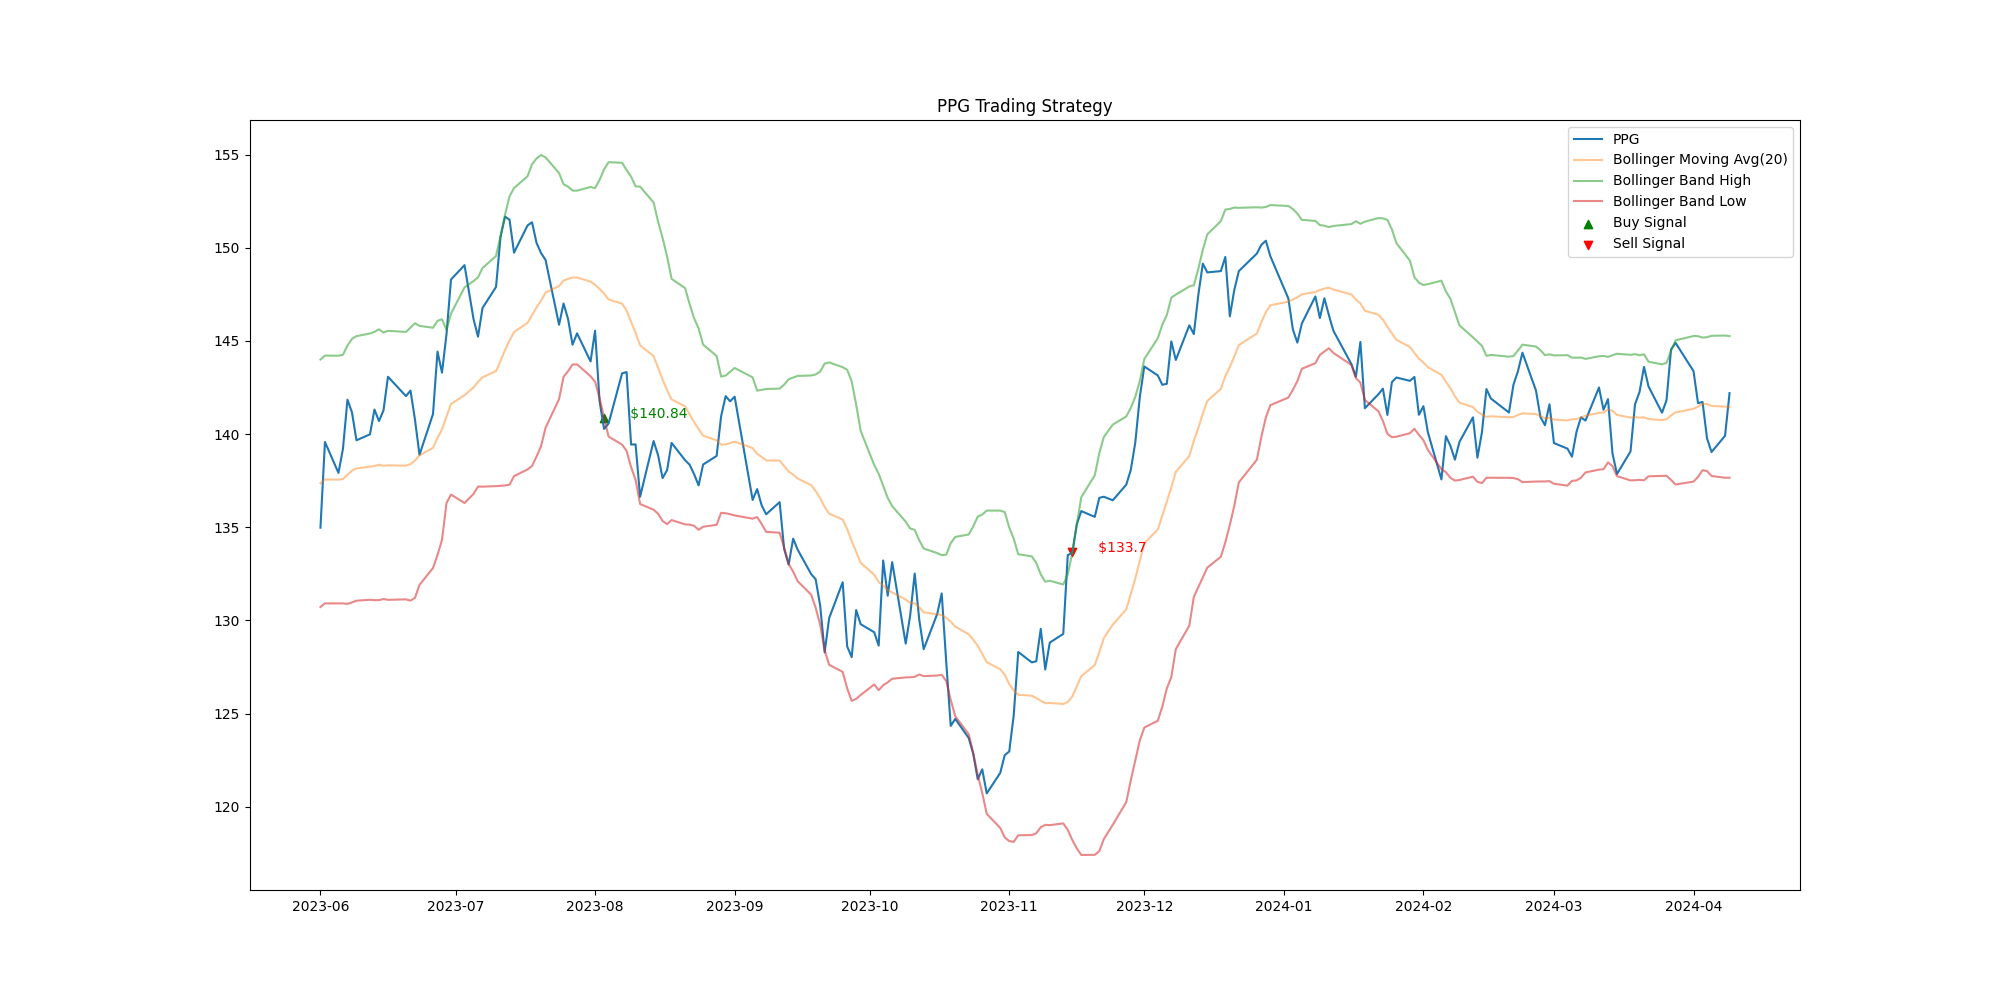 PPG Trading Strategy
PPG
Bollinger Moving Avg(20)
Bollinger Band High
Bollinger Band Low
Buy Signal
Sell Signal
155
150
145
140
135
130
125
120
$140.84
$133.7
2023-06 2023-07 2023-08 2023-09 2023-10 2023-11 2023-12 2024-01 2024-02 2024-03 2024-04